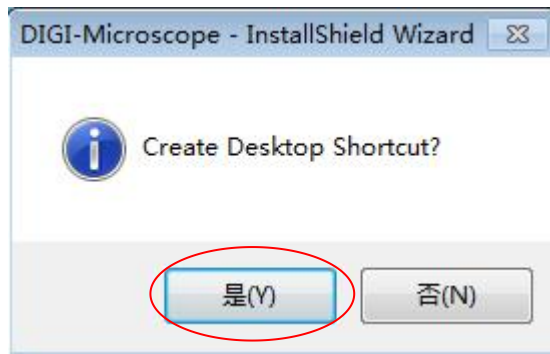 DIGI-Microscope - InstallShield Wizard
Create Desktop Shortcut?
是(Y)
否(N)